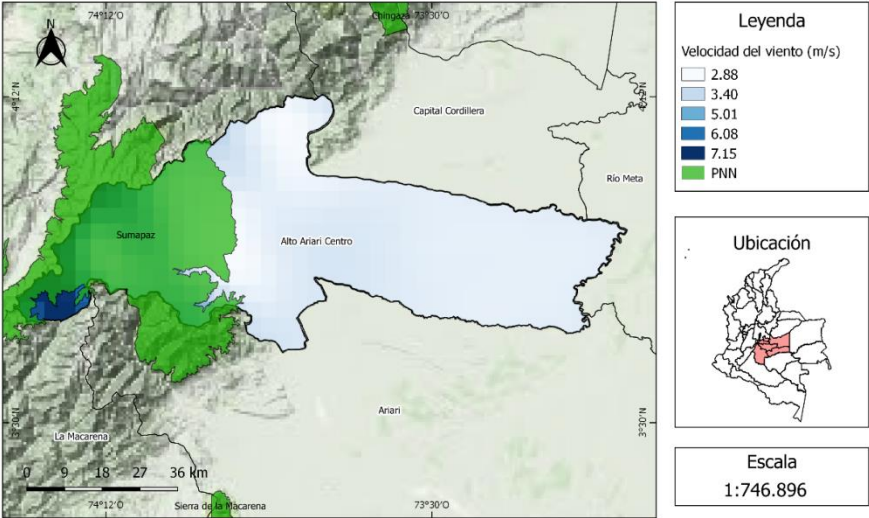 74°12'O
Chingaza
73°30'O
N
4°12'N
4°12'N
Capital Cordillera
Río Meta
Sumapaz
Alto Ariari Centro
Ariari
3°30'N
3°30'N
La Macarena
0 9 18 27 36 km
74°12'O
Sierra de la Macarena
73°30'O
Leyenda
Velocidad del viento (m/s)
2.88
3.40
5.01
6.08
7.15
PNN
Ubicación
Escala
1:746.896